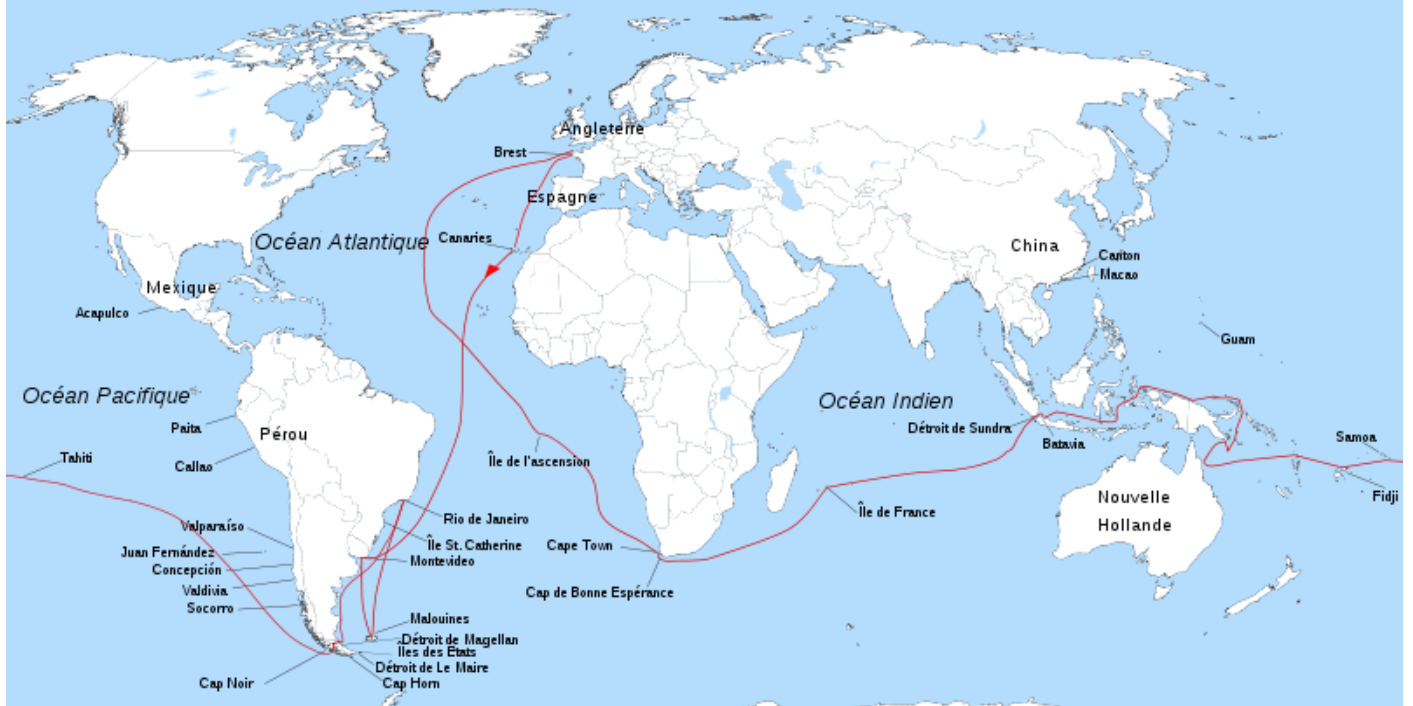 Angleterre
Brest
Espagne
Océan Atlantique
Canaries
China
Cariton
Macao
Mexique
Acapulco
Guam
Océan Pacifique
Océan Indien
Paita
Pérou
Détroit de Sundra
Batavia
Samoa
Tahiti
Callao
Île de l'ascension
Fidji
Nouvelle
Hollande
Île de France
Rio de Janeiro
Valparaíso
Île St. Catherine
Cape Town
Juan Fernández
Montevideo
Concepción
Valdivia
Cap de Bonne Espérance
Socorro
Malouines
Détroit de Magellan
Îles des Etats
Détroit de Le Maire
Cap Noir
Cap Horn